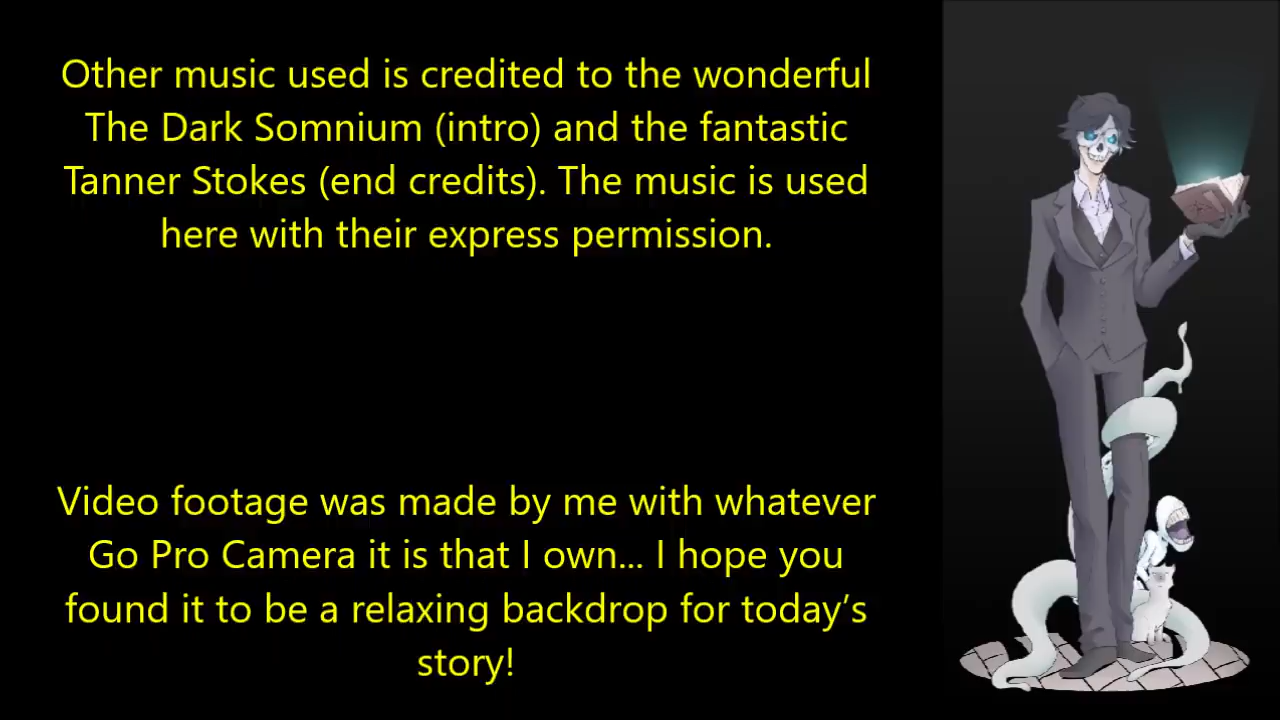 Other music used is credited to the wonderful
The Dark Somnium (intro) and the fantastic
Tanner Stokes (end credits). The music is used
here with their express permission.
Video footage was made by me with whatever
Go Pro Camera it is that I own... I hope you
found it to be a relaxing backdrop for today’s
story!